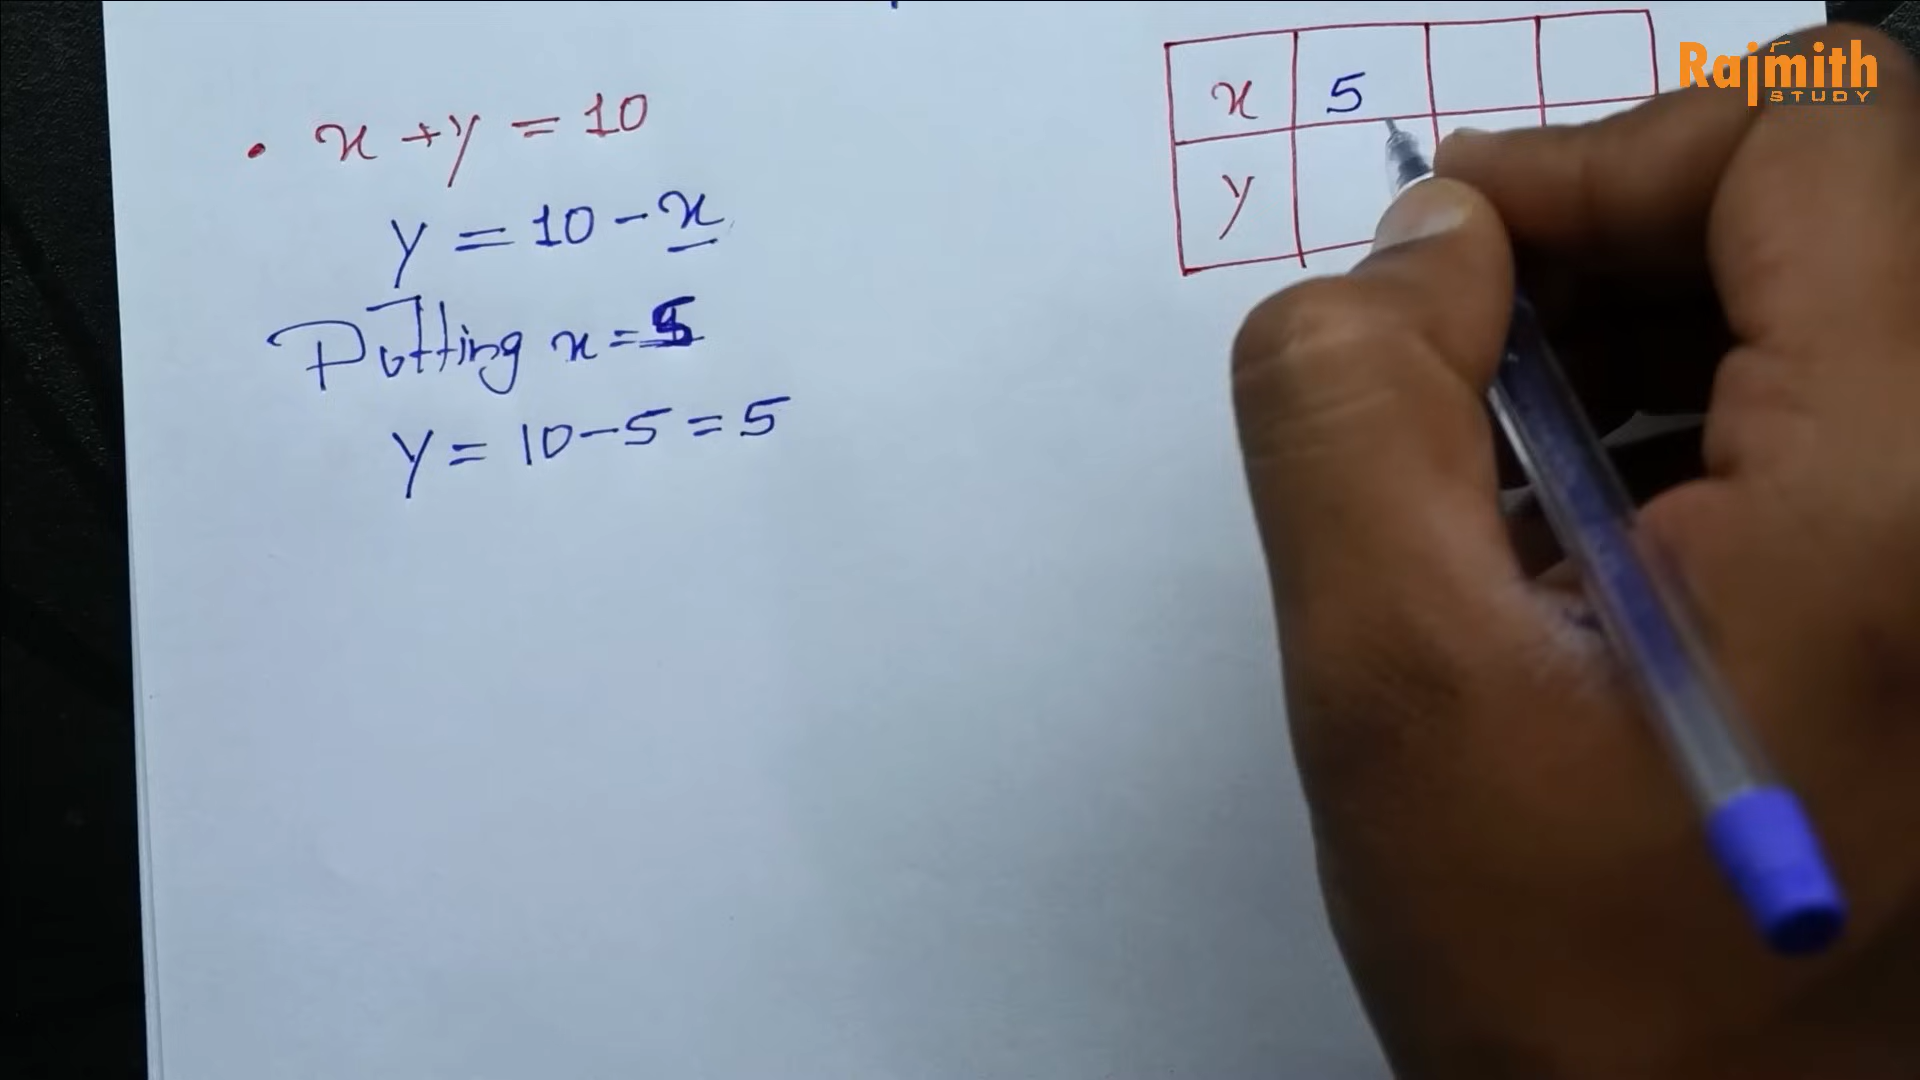 • x + y = 10
y = 10 - x
Putting x = 5
y = 10 - 5 = 5
x 5
y
Rajmith
STUDY